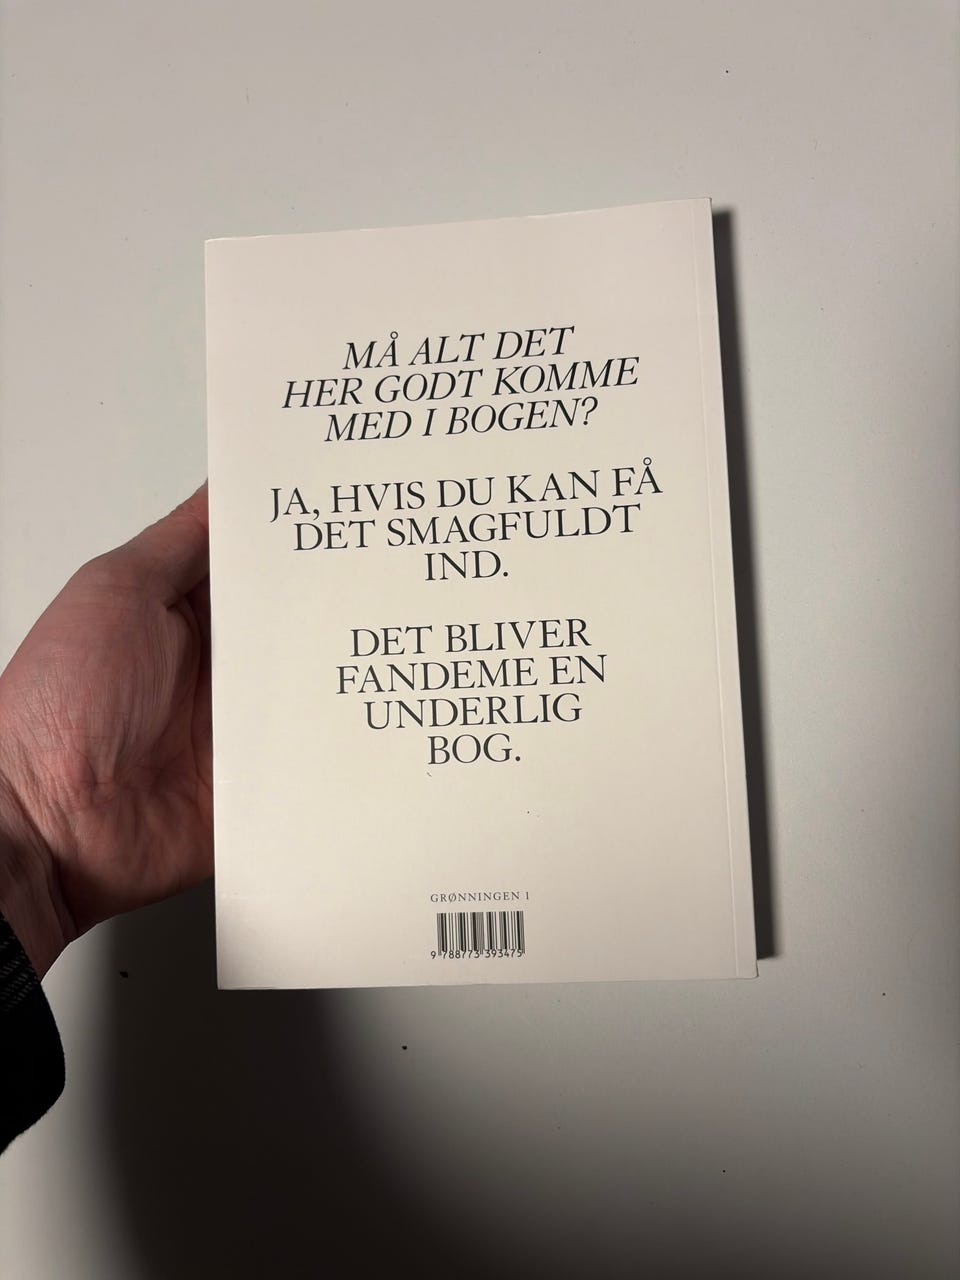 MÅ ALT DET
HER GODT KOMME
MED I BOGEN?
JA, HVIS DU KAN FÅ
DET SMAGFULDT
IND.
DET BLIVER
FANDEME EN
UNDERLIG
BOG.
GRØNNINGEN 1
9 788773 393475